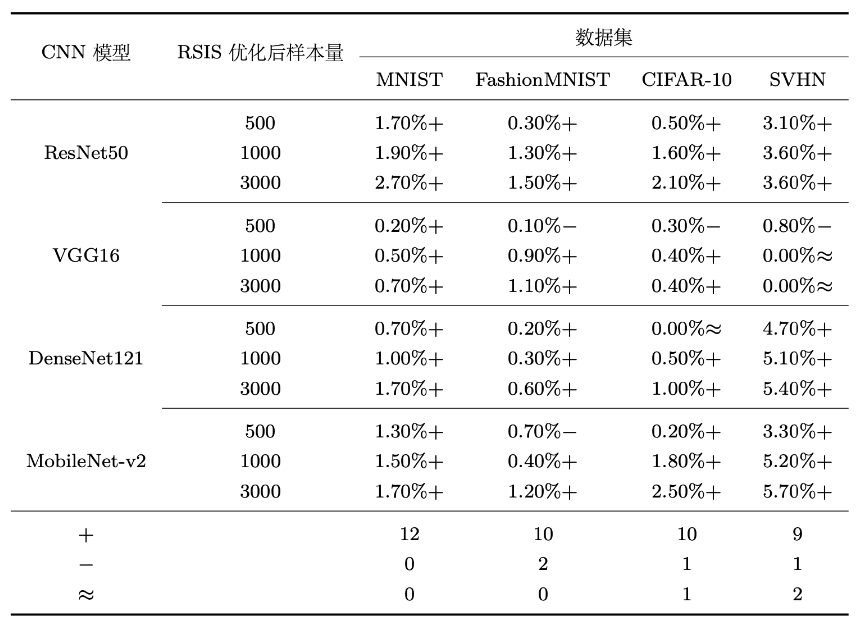 CNN 模型 RSIS 优化后样本量 数据集
MNIST FashionMNIST CIFAR-10 SVHN
500 1.70%+ 0.30%+ 0.50%+ 3.10%+
ResNet50 1000 1.90%+ 1.30%+ 1.60%+ 3.60%+
3000 2.70%+ 1.50%+ 2.10%+ 3.60%+
500 0.20%+ 0.10%− 0.30%− 0.80%−
VGG16 1000 0.50%+ 0.90%+ 0.40%+ 0.00%≈
3000 0.70%+ 1.10%+ 0.40%+ 0.00%≈
500 0.70%+ 0.20%+ 0.00%≈ 4.70%+
DenseNet121 1000 1.00%+ 0.30%+ 0.50%+ 5.10%+
3000 1.70%+ 0.60%+ 1.00%+ 5.40%+
500 1.30%+ 0.70%− 0.20%+ 3.30%+
MobileNet-v2 1000 1.50%+ 0.40%+ 1.80%+ 5.20%+
3000 1.70%+ 1.20%+ 2.50%+ 5.70%+
+ 12 10 10 9
− 0 2 1 1
≈ 0 0 1 2